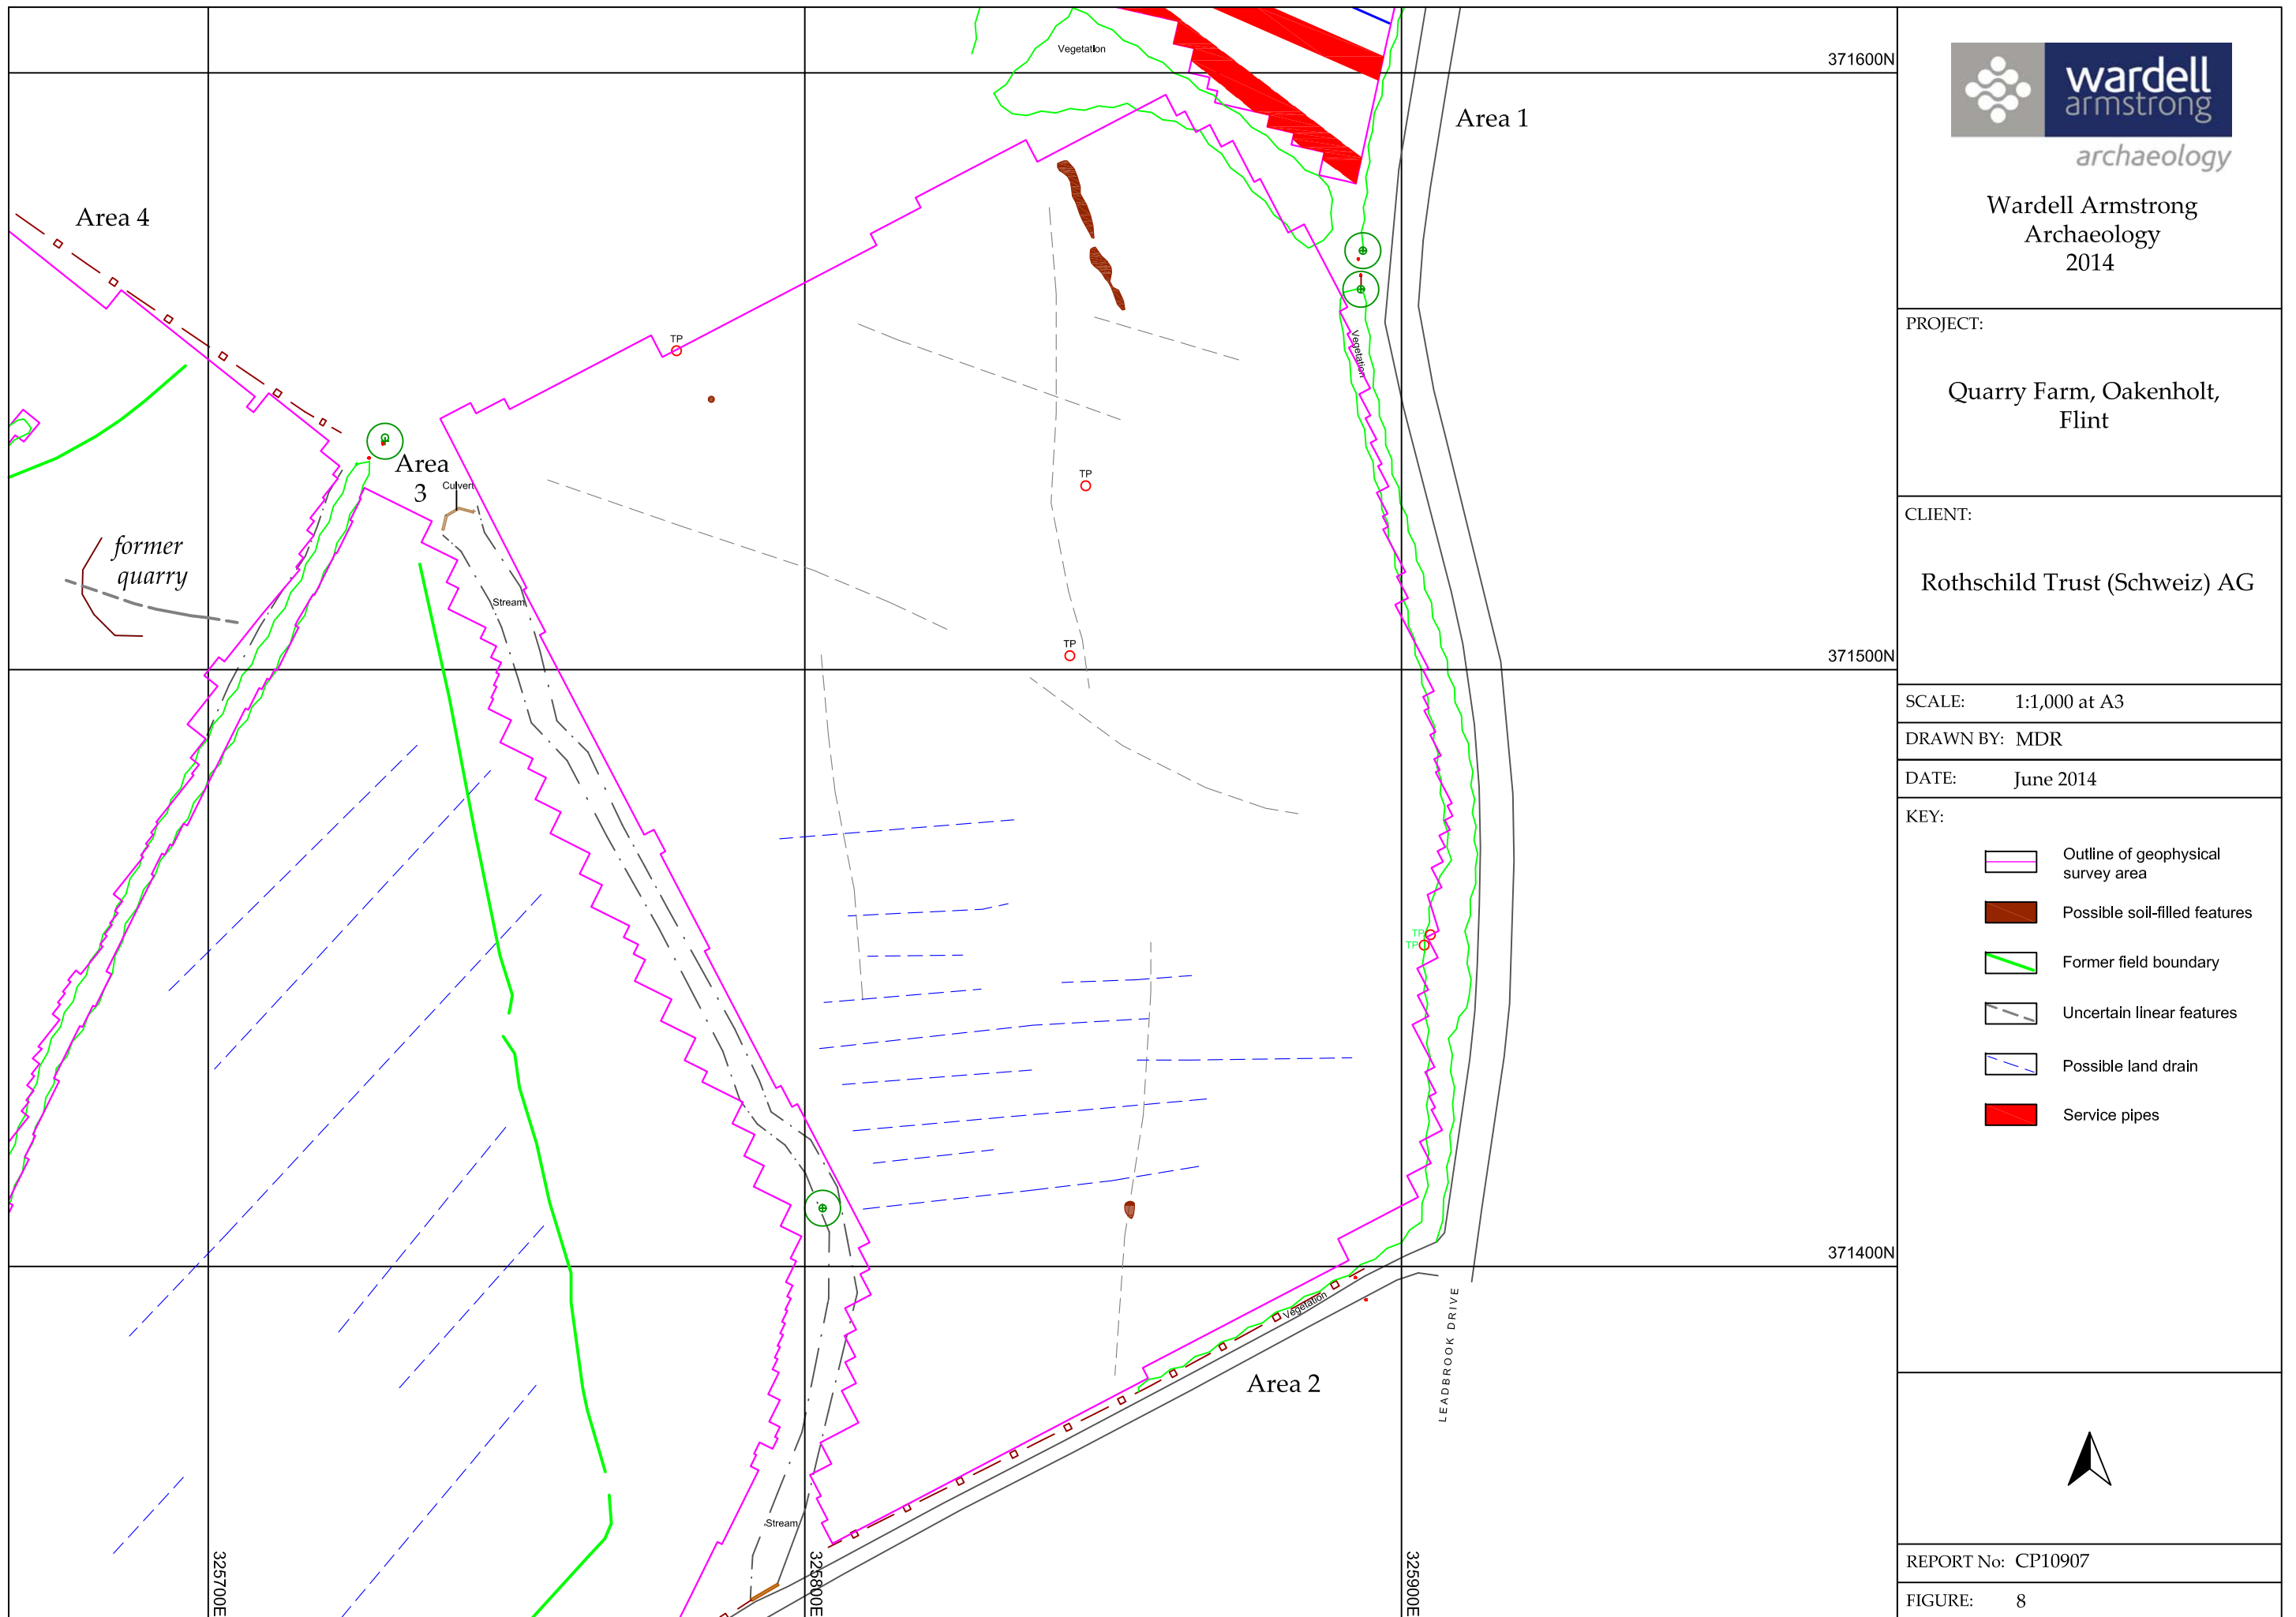 Vegetation
371600N
Area 1
Area 4
TP
Vegetation
Area
3
Culvert
TP
former
quarry
Stream
TP
371500N
TP
TP
371400N
Vegetation
Area 2
LEADBROOK DRIVE
Stream
325700E
325800E
325900E
wardell
armstrong
archaeology
Wardell Armstrong
Archaeology
2014
PROJECT:
Quarry Farm, Oakenholt,
Flint
CLIENT:
Rothschild Trust (Schweiz) AG
SCALE: 1:1,000 at A3
DRAWN BY: MDR
DATE: June 2014
KEY:
Outline of geophysical
survey area
Possible soil-filled features
Former field boundary
Uncertain linear features
Possible land drain
Service pipes
REPORT No: CP10907
FIGURE: 8